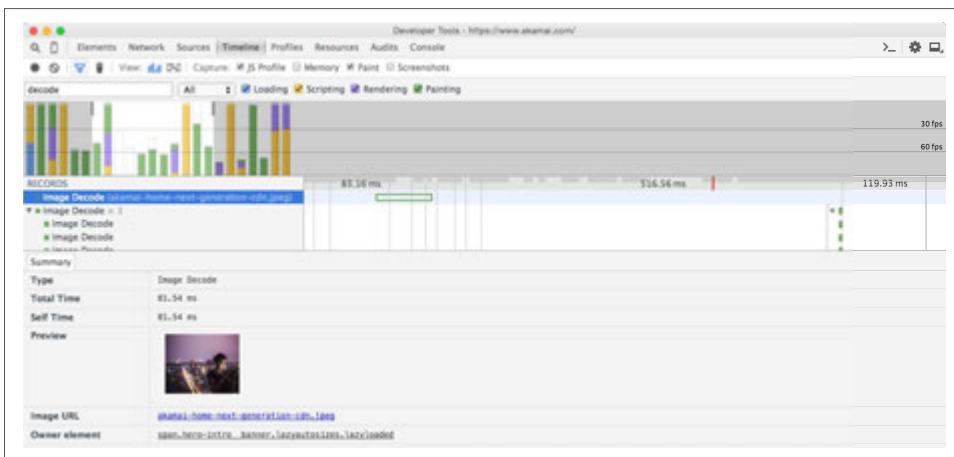 Developer Tools - https://www.akamai.com/
Elements Network Sources Timeline Profiles Resources Audits Console
View: Capture: JS Profile Memory Paint Screenshots
decode All Loading Scripting Rendering Painting
30 fps
60 fps
RECORDS 83.16 ms 516.56 ms 119.93 ms
Image Decode (akamai-home-next-generation-cdn.jpeg)
Image Decode × 3
Image Decode
Image Decode
Image Decode
Summary
Type Image Decode
Total Time 81.54 ms
Self Time 81.54 ms
Preview
Image URL akamai-home-next-generation-cdn.jpeg
Owner element span.hero-intro__banner.lazyautosizes.lazyloaded